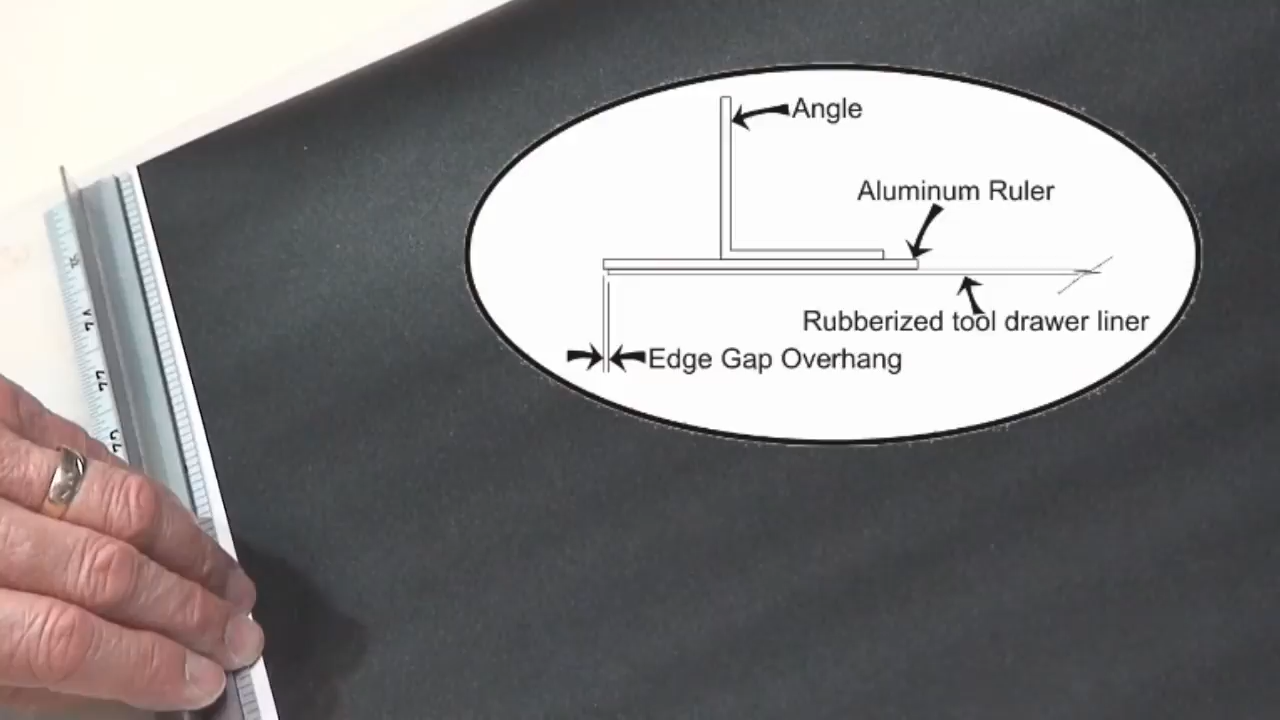 Angle
Aluminum Ruler
Rubberized tool drawer liner
Edge Gap Overhang